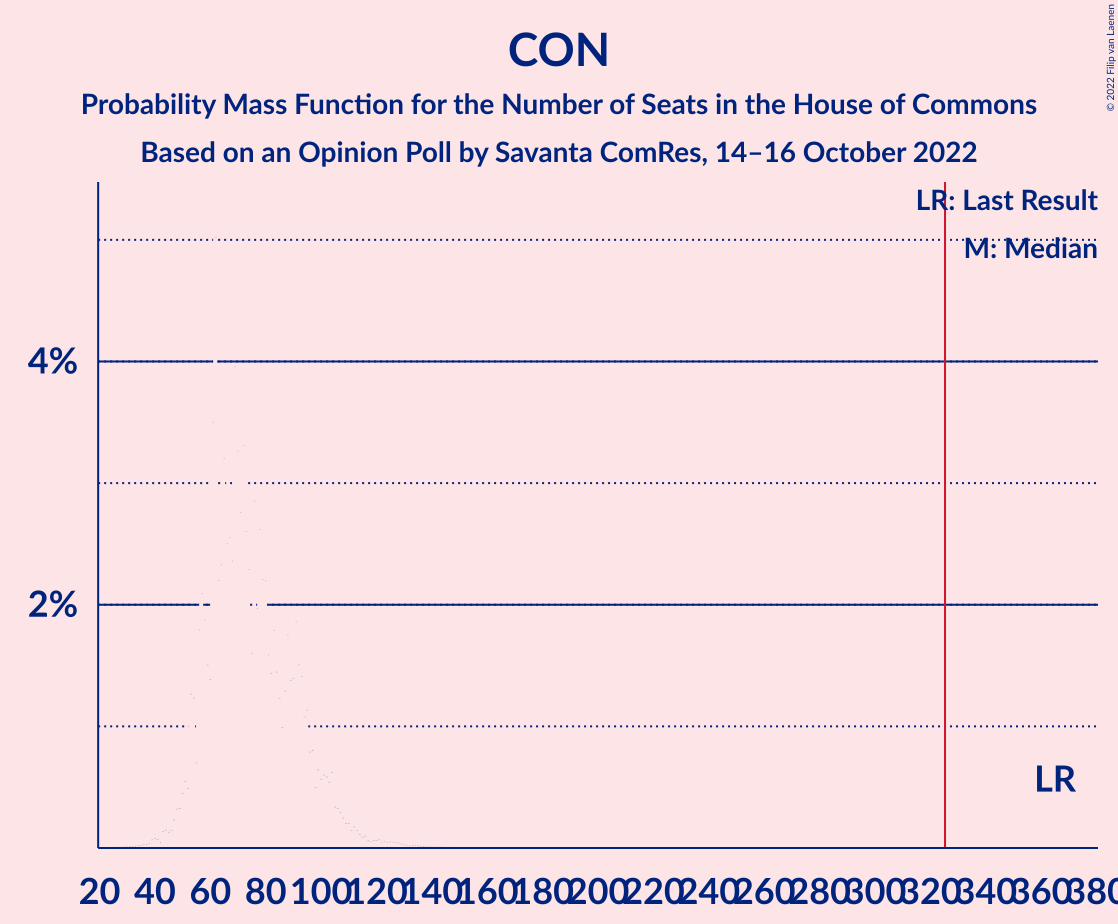 CON
Probability Mass Function for the Number of Seats in the House of Commons
Based on an Opinion Poll by Savanta ComRes, 14–16 October 2022
© 2022 Filip van Laenen
LR: Last Result
M: Median
4%
2%
LR
20 40 60 80 100 120 140 160 180 200 220 240 260 280 300 320 340 360 380